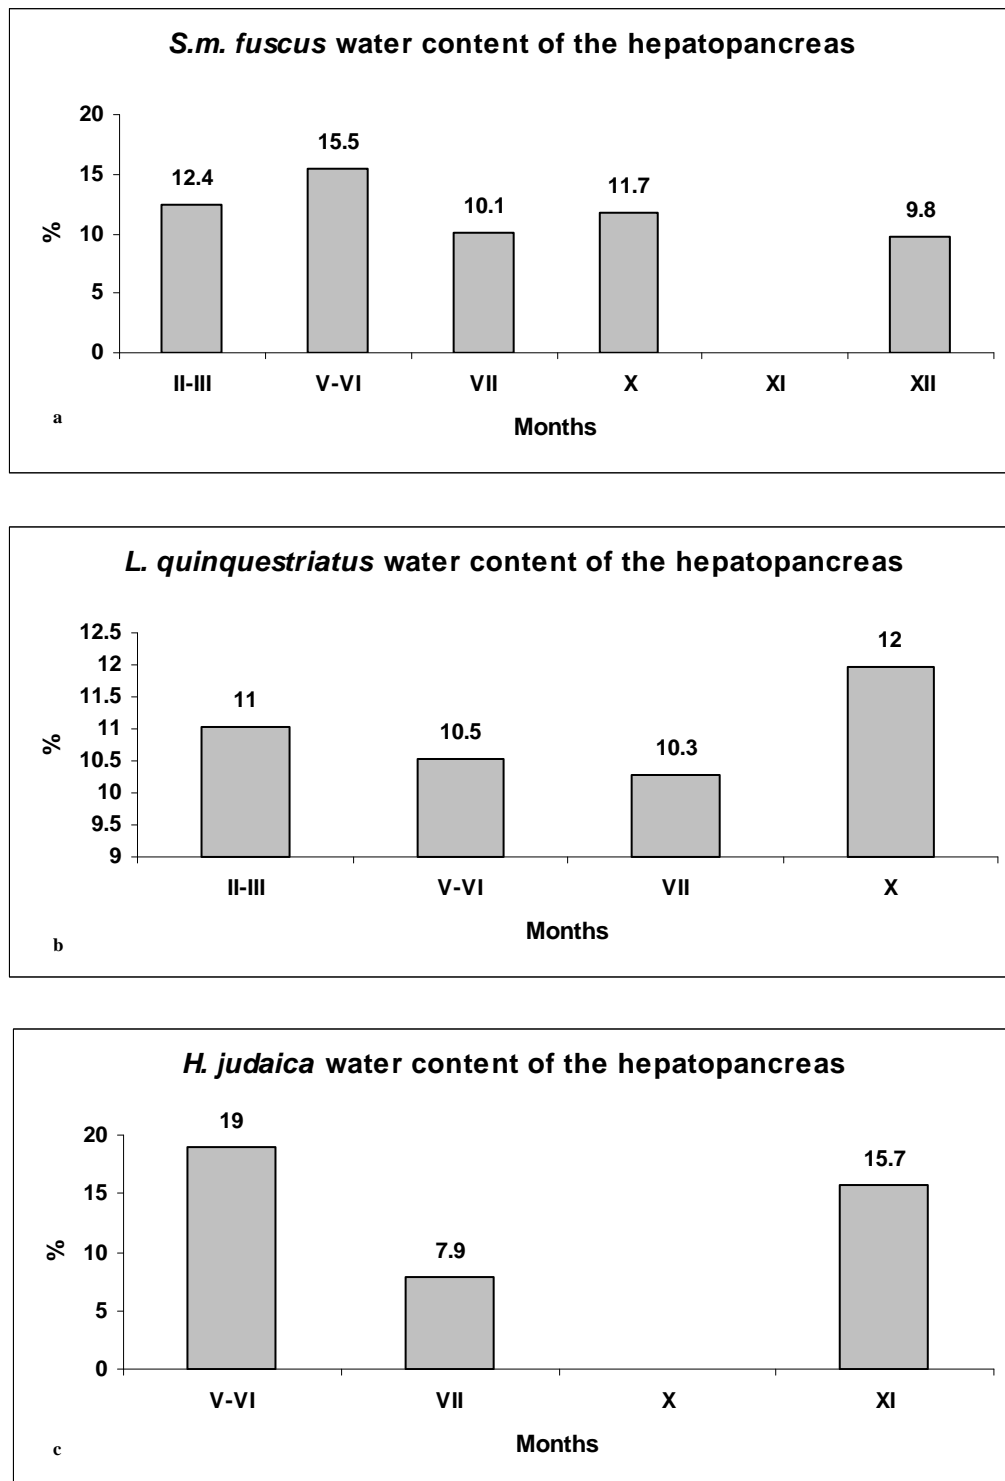 S.m. fuscus water content of the hepatopancreas
20
15
10
5
0
%
12.4
15.5
10.1
11.7
9.8
II-III V-VI VII X XI XII
Months
a
L. quinquestriatus water content of the hepatopancreas
12.5
12
11.5
11
10.5
10
9.5
9
%
11
10.5
10.3
12
II-III V-VI VII X
Months
b
H. judaica water content of the hepatopancreas
20
15
10
5
0
%
19
7.9
15.7
V-VI VII X XI
Months
c